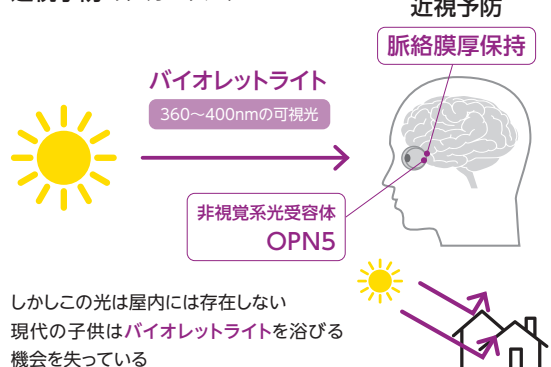 近視予防
脈絡膜厚保持
バイオレットライト
360〜400nmの可視光
非視覚系光受容体
OPN5
しかしこの光は屋内には存在しない
現代の子供はバイオレットライトを浴びる
機会を失っている